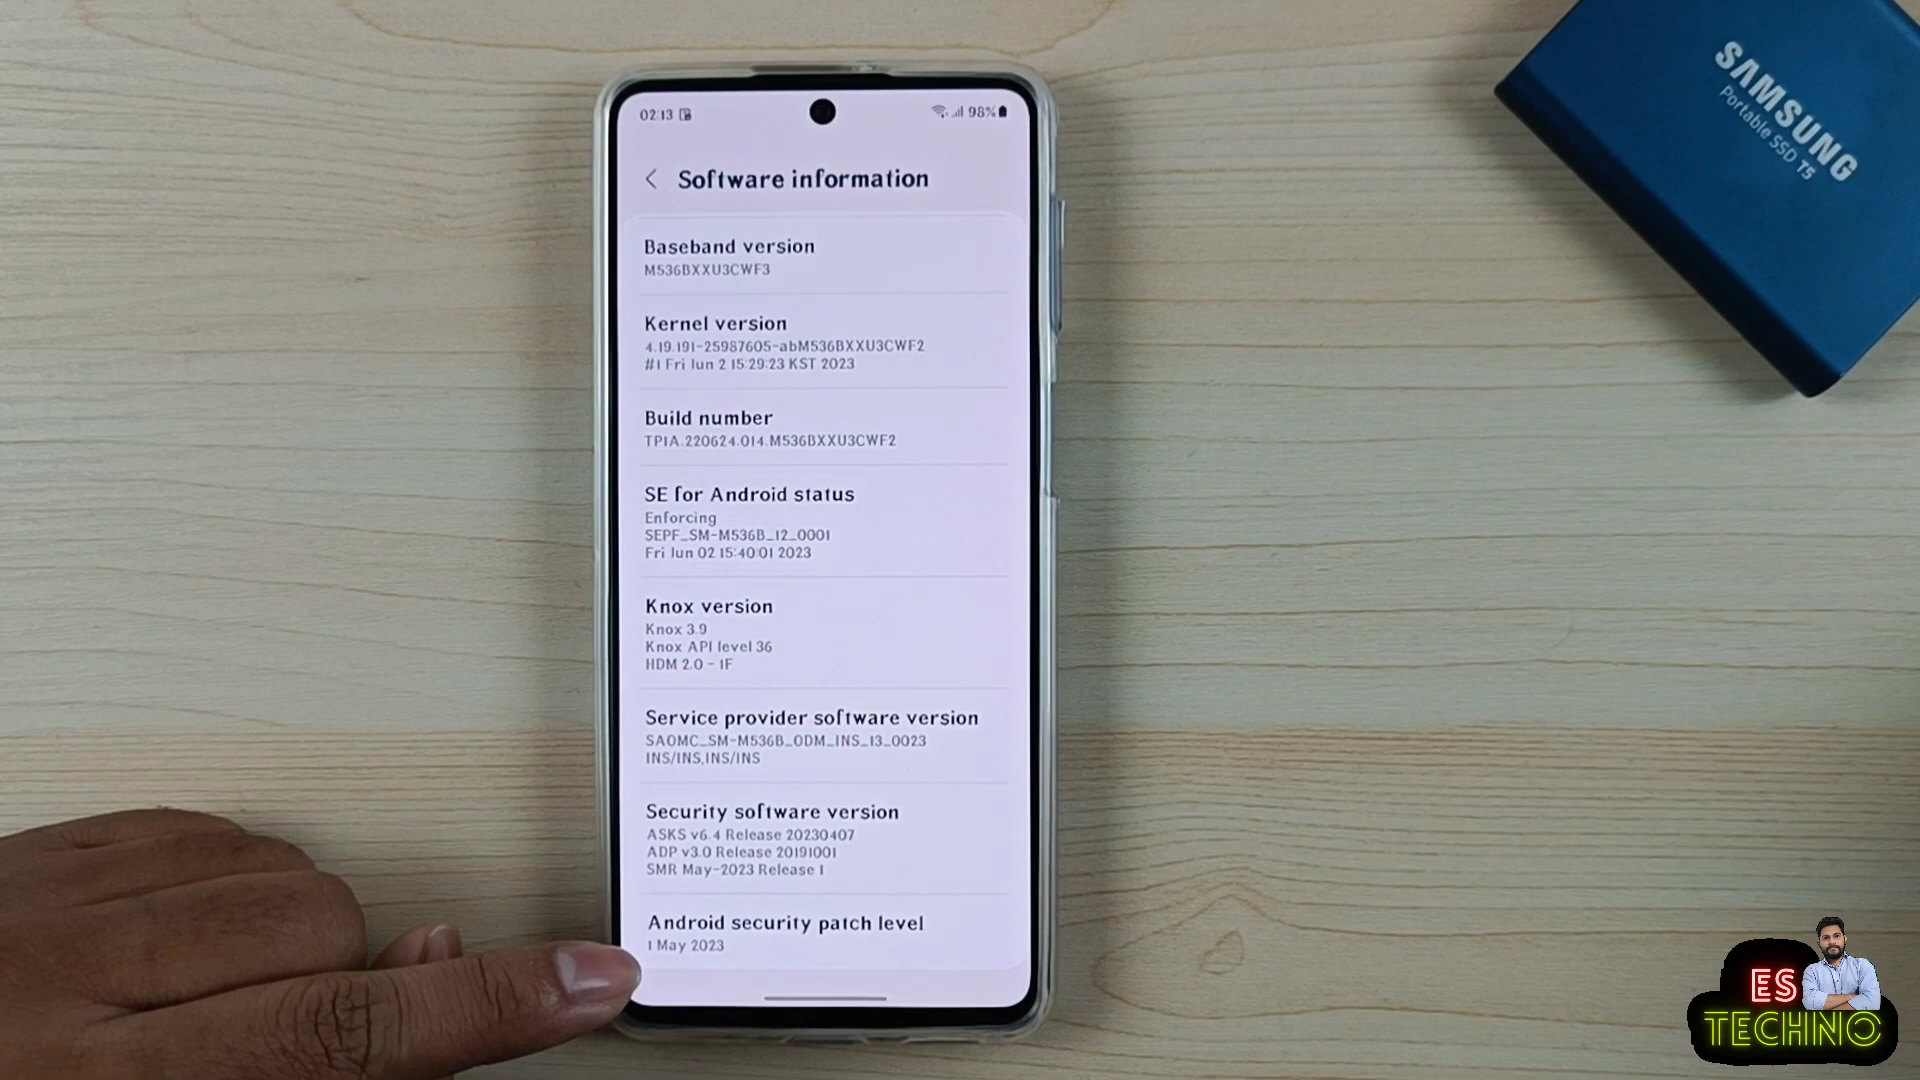 02:13
98%
Software information
Baseband version
M536BXXU3CWF3
Kernel version
4.19.191-25987605-abM536BXXU3CWF2
#1 Fri Jun 2 15:29:23 KST 2023
Build number
TP1A.220624.014.M536BXXU3CWF2
SE for Android status
Enforcing
SEPF_SM-M536B_12_0001
Fri Jun 02 15:40:01 2023
Knox version
Knox 3.9
Knox API level 36
HDM 2.0 - 1F
Service provider software version
SAOMC_SM-M536B_ODM_INS_13_0023
INS/INS,INS/INS
Security software version
ASKS v6.4 Release 20230407
ADP v3.0 Release 20191001
SMR May-2023 Release 1
Android security patch level
1 May 2023
SAMSUNG
Portable SSD T5
ES
TECHNO